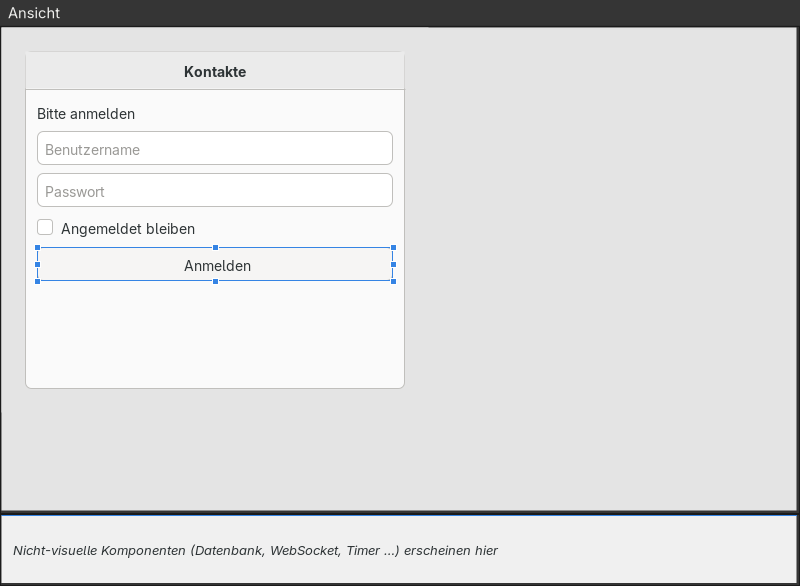 Ansicht
Kontakte
Bitte anmelden
Benutzername
Passwort
Angemeldet bleiben
Anmelden
Nicht-visuelle Komponenten (Datenbank, WebSocket, Timer ...) erscheinen hier